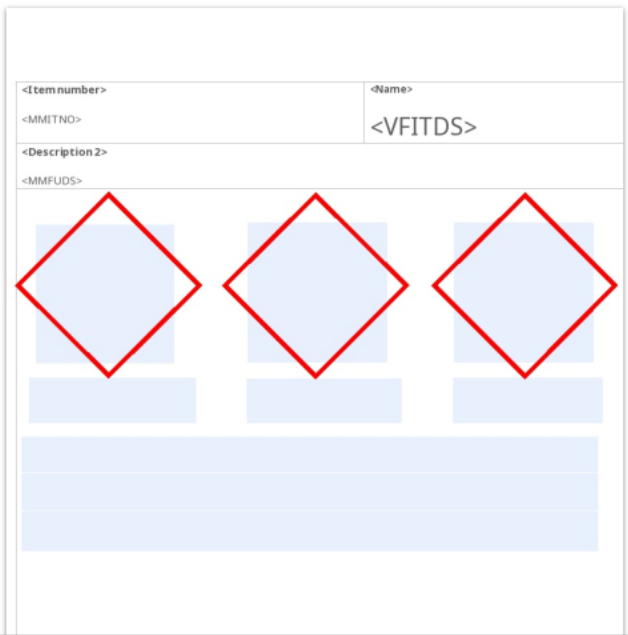 <Item number>
<Name>
<MMITNO>
<VFITDS>
<Description 2>
<MMFUDS>